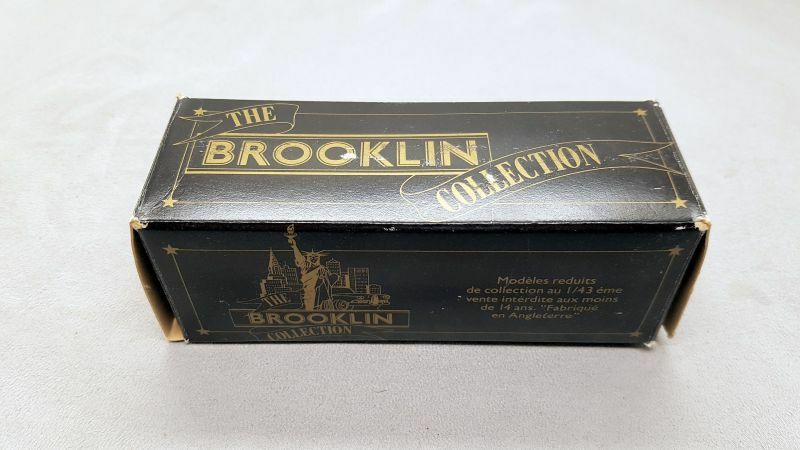 THE
BROOKLIN
COLLECTION
THE
BROOKLIN
COLLECTION
Modèles reduits
de collection au 1/43 éme
vente intérdite aux moins
de 14 ans. "Fabriqué
en Angleterre"